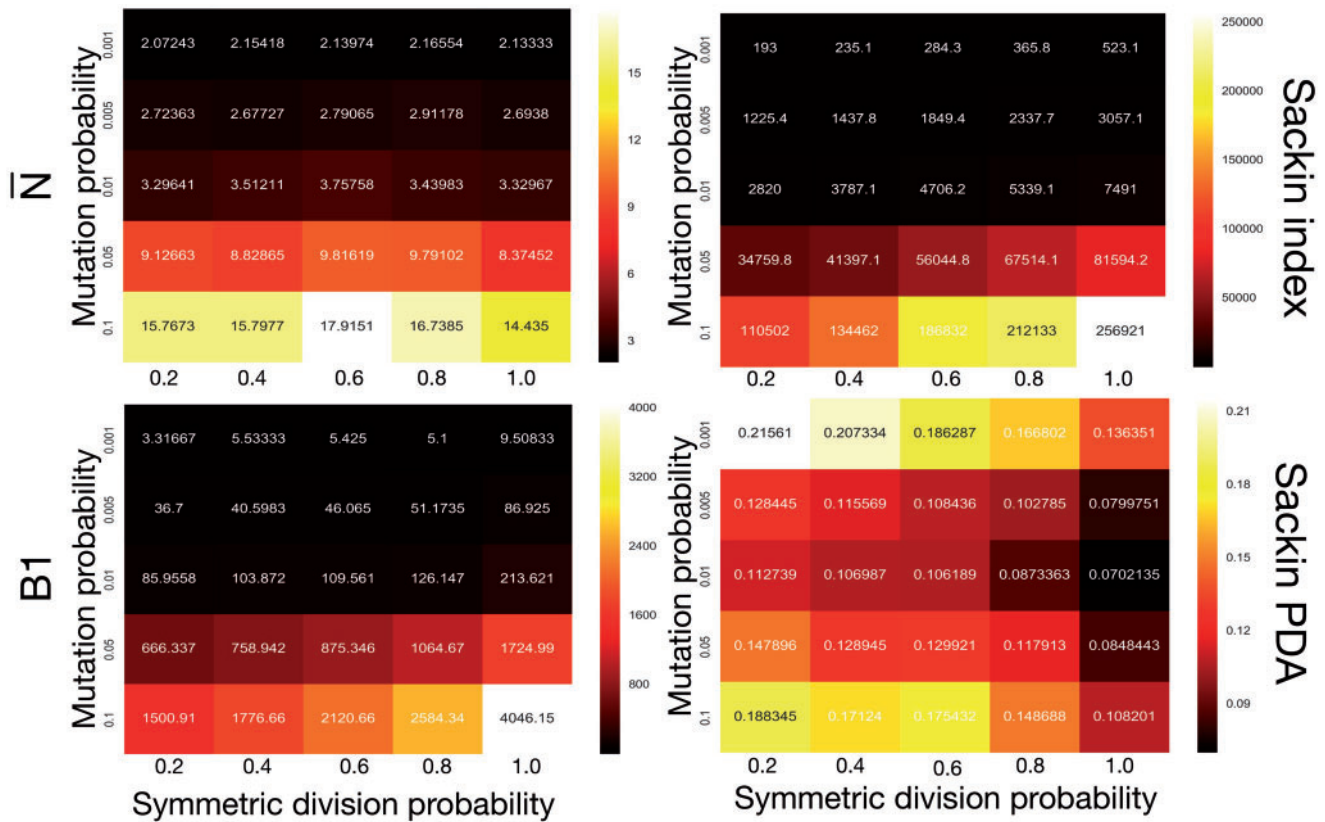 N
Mutation probability
0.001 2.07243 2.15418 2.13974 2.16554 2.13333
0.005 2.72363 2.67727 2.79065 2.91178 2.6938
0.01 3.29641 3.51211 3.75758 3.43983 3.32967
0.05 9.12663 8.82865 9.81619 9.79102 8.37452
0.1 15.7673 15.7977 17.9151 16.7385 14.435
0.2 0.4 0.6 0.8 1.0
15
12
9
6
3
Mutation probability
0.001 193 235.1 284.3 365.8 523.1
0.005 1225.4 1437.8 1849.4 2337.7 3057.1
0.01 2820 3787.1 4706.2 5339.1 7491
0.05 34759.8 41397.1 56044.8 67514.1 81594.2
0.1 110502 134462 186832 212133 256921
0.2 0.4 0.6 0.8 1.0
250000
200000
150000
100000
50000
Sackin index
B1
Mutation probability
0.001 3.31667 5.53333 5.425 5.1 9.50833
0.005 36.7 40.5983 46.065 51.1735 86.925
0.01 85.9558 103.872 109.561 126.147 213.621
0.05 666.337 758.942 875.346 1064.67 1724.99
0.1 1500.91 1776.66 2120.66 2584.34 4046.15
0.2 0.4 0.6 0.8 1.0
Symmetric division probability
4000
3200
2400
1600
800
Mutation probability
0.001 0.21561 0.207334 0.186287 0.166802 0.136351
0.005 0.128445 0.115569 0.108436 0.102785 0.0799751
0.01 0.112739 0.106987 0.106189 0.0873363 0.0702135
0.05 0.147896 0.128945 0.129921 0.117913 0.0848443
0.1 0.188345 0.17124 0.175432 0.148688 0.108201
0.2 0.4 0.6 0.8 1.0
Symmetric division probability
0.21
0.18
0.15
0.12
0.09
Sackin PDA